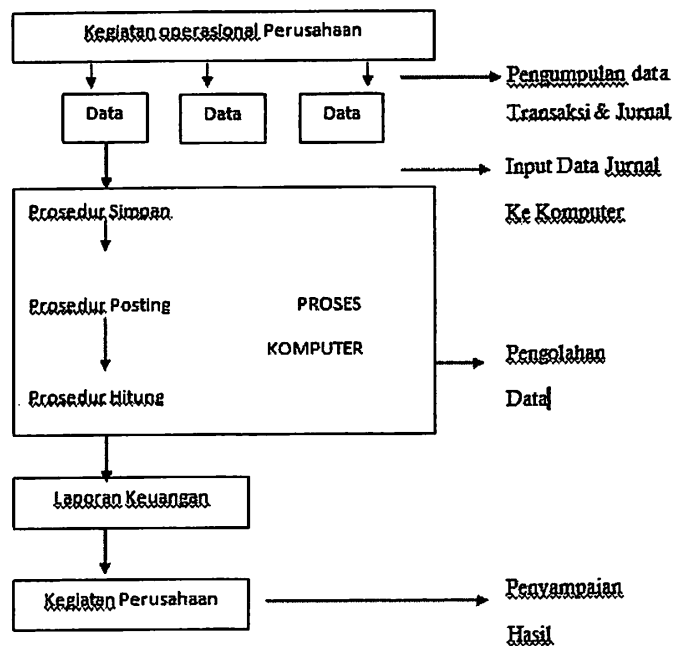 Kegiatan operasional Perusahaan
Pengumpulan data
Data
Data
Data
Transaksi & Jurnal
Input Data Jurnal
Prosedur Simpan
Ke Komputer
Prosedur Posting
PROSES
KOMPUTER
Pengolahan
Prosedur Hitung
Data
Laporan Keuangan
Kegiatan Perusahaan
Penyampaian
Hasil